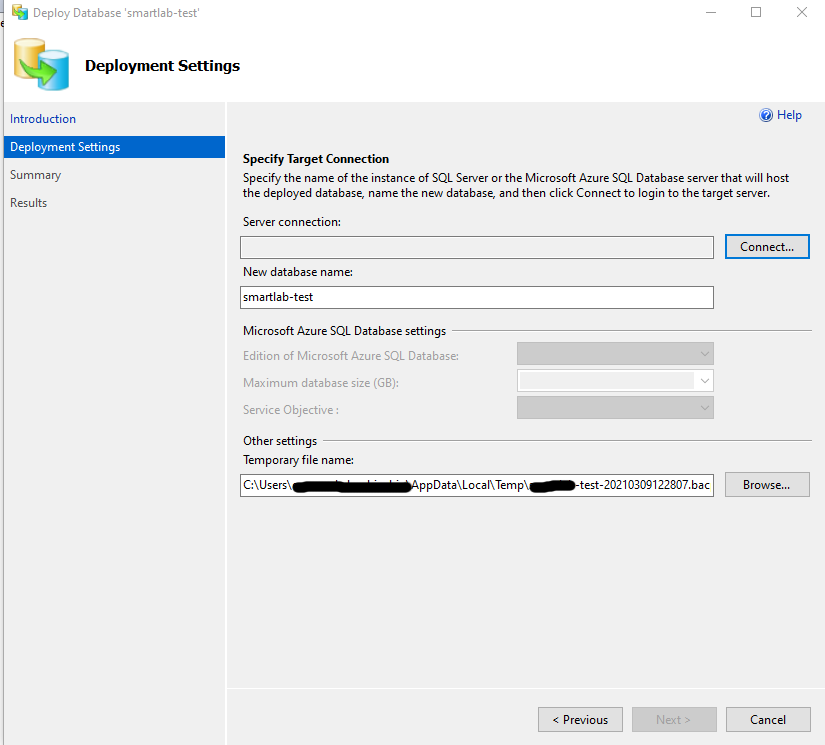 Deploy Database 'smartlab-test'
Deployment Settings
Introduction
Deployment Settings
Summary
Results
Help
Specify Target Connection
Specify the name of the instance of SQL Server or the Microsoft Azure SQL Database server that will host
the deployed database, name the new database, and then click Connect to login to the target server.
Server connection:
Connect...
New database name:
smartlab-test
Microsoft Azure SQL Database settings
Edition of Microsoft Azure SQL Database:
Maximum database size (GB):
Service Objective :
Other settings
Temporary file name:
C:\Users\ AppData\Local\Temp\ -test-20210309122807.bac
Browse...
< Previous
Next >
Cancel